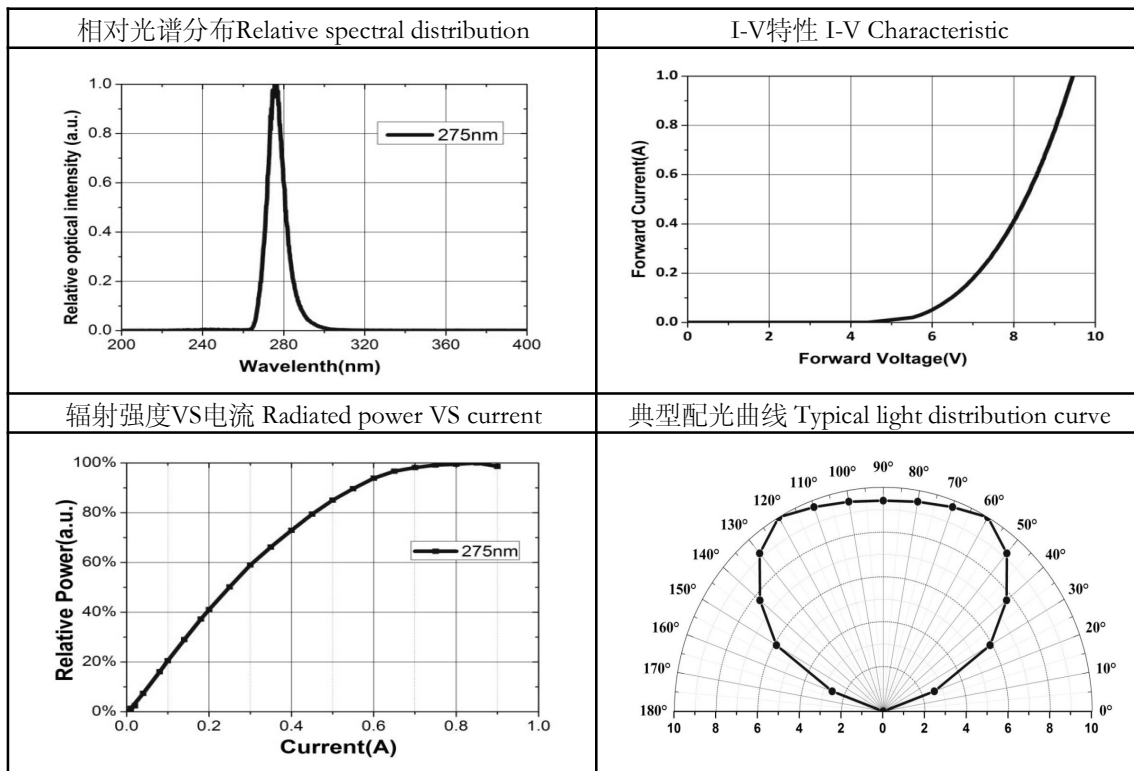 相对光谱分布Relative spectral distribution
I-V特性 I-V Characteristic
Relative optical intensity (a.u.)
1.0
0.8
0.6
0.4
0.2
0.0
275nm
200 240 280 320 360 400
Wavelenth(nm)
Forward Current(A)
1.0
0.8
0.6
0.4
0.2
0.0
0 2 4 6 8 10
Forward Voltage(V)
辐射强度VS电流 Radiated power VS current
典型配光曲线 Typical light distribution curve
Relative Power(a.u.)
100%
80%
60%
40%
20%
0%
275nm
0.0 0.2 0.4 0.6 0.8 1.0
Current(A)
90°
100° 80°
110° 70°
120° 60°
130° 50°
140° 40°
150° 30°
160° 20°
170° 10°
180° 0°
10 8 6 4 2 0 2 4 6 8 10